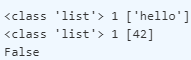 <class 'list'> 1 ['hello']
<class 'list'> 1 [42]
False